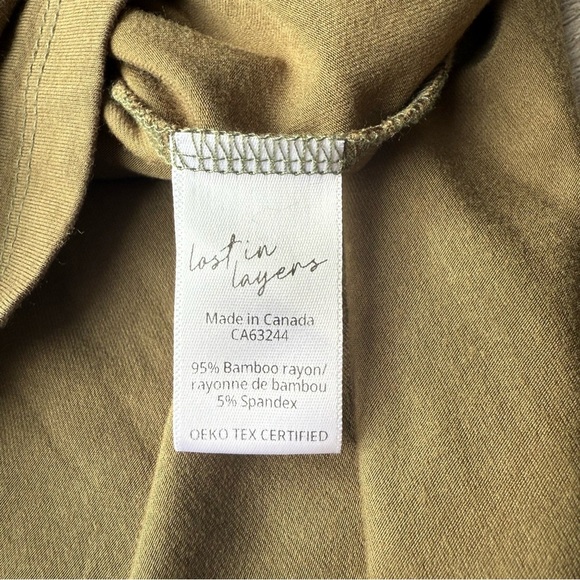 lost in
layers
Made in Canada
CA63244
95% Bamboo rayon/
rayonne de bambou
5% Spandex
OEKO TEX CERTIFIED